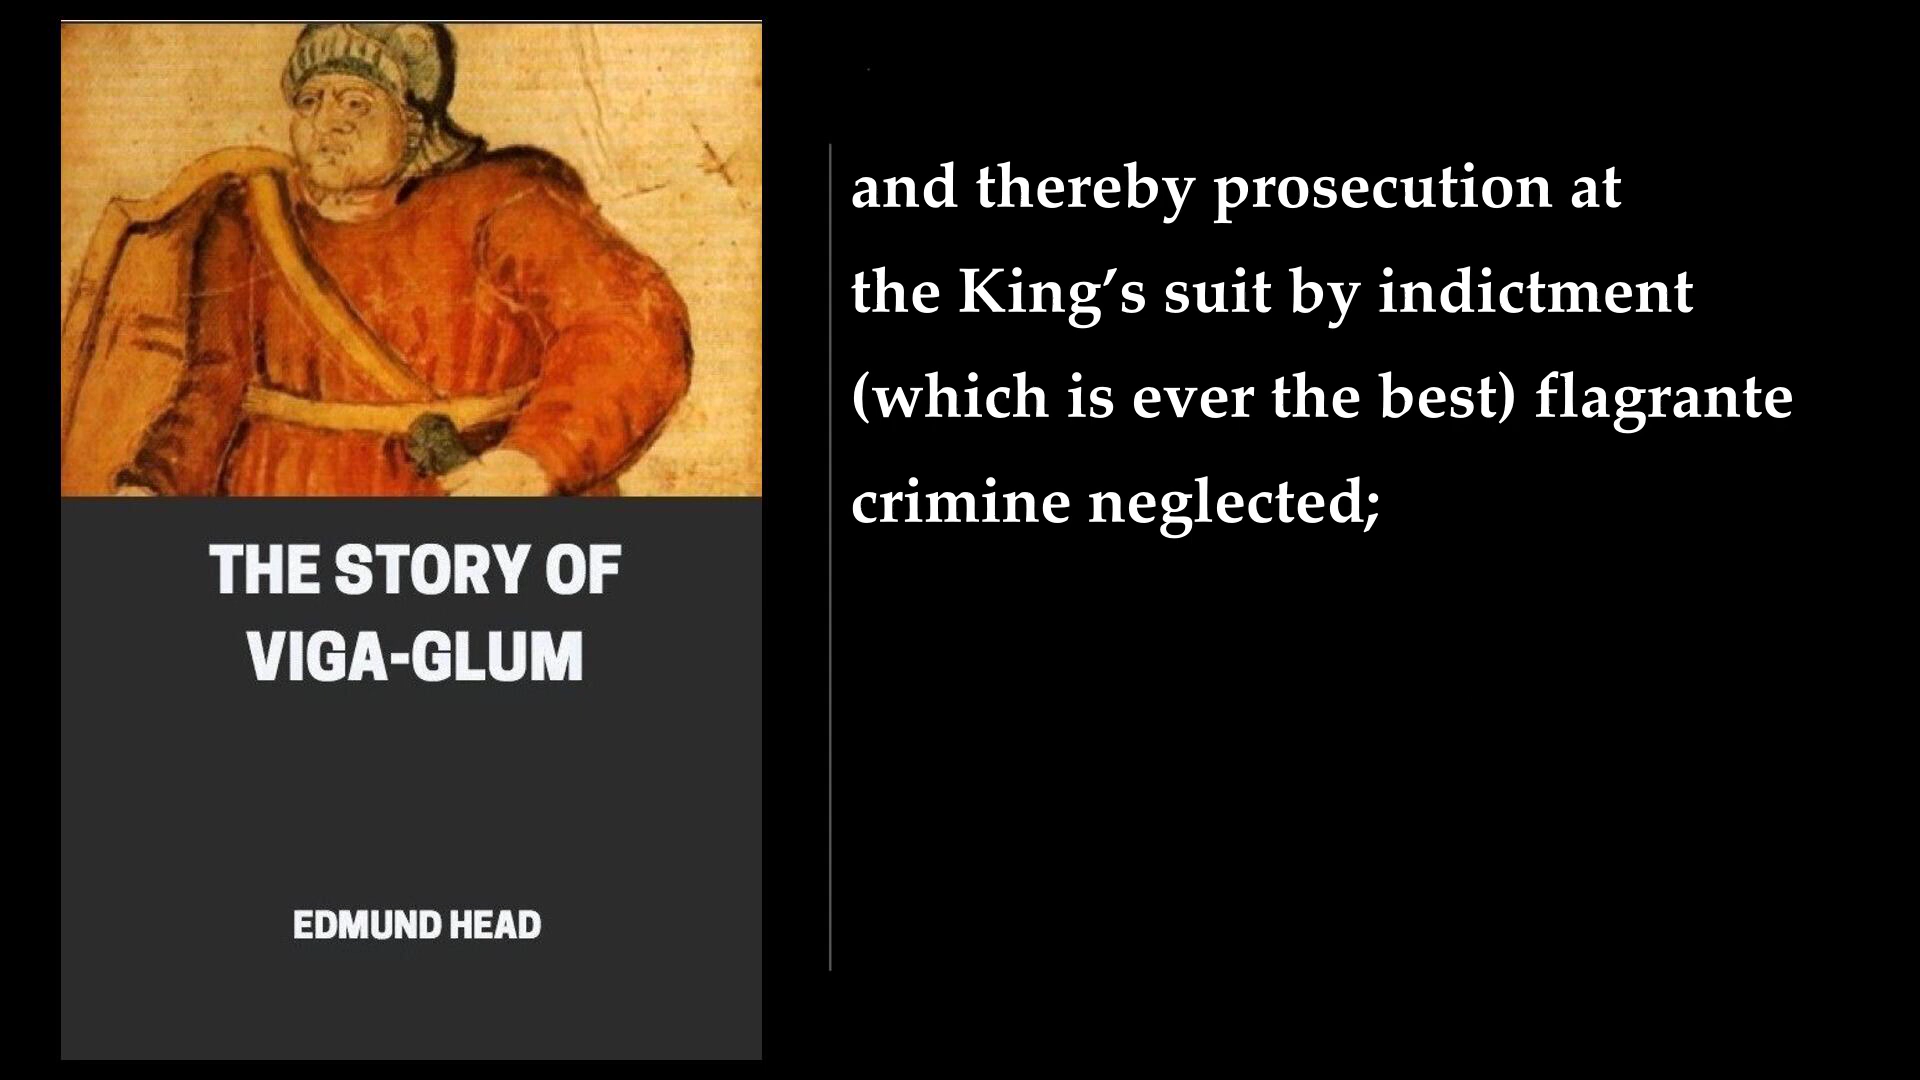 THE STORY OF
VIGA-GLUM
EDMUND HEAD
and thereby prosecution at
the King’s suit by indictment
(which is ever the best) flagrante
crimine neglected;